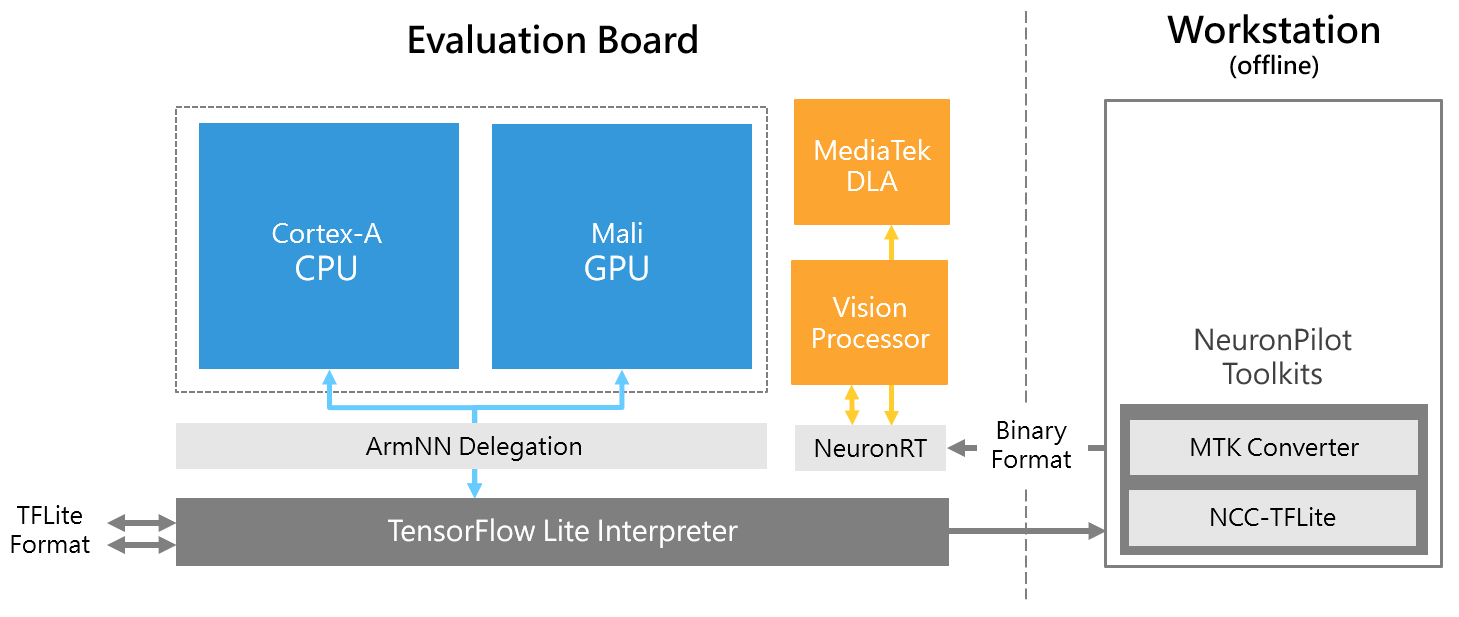 Evaluation Board
Workstation
(offline)
Cortex-A
CPU
Mali
GPU
MediaTek
DLA
Vision
Processor
NeuronPilot
Toolkits
ArmNN Delegation
NeuronRT
Binary
Format
MTK Converter
NCC-TFLite
TFLite
Format
TensorFlow Lite Interpreter